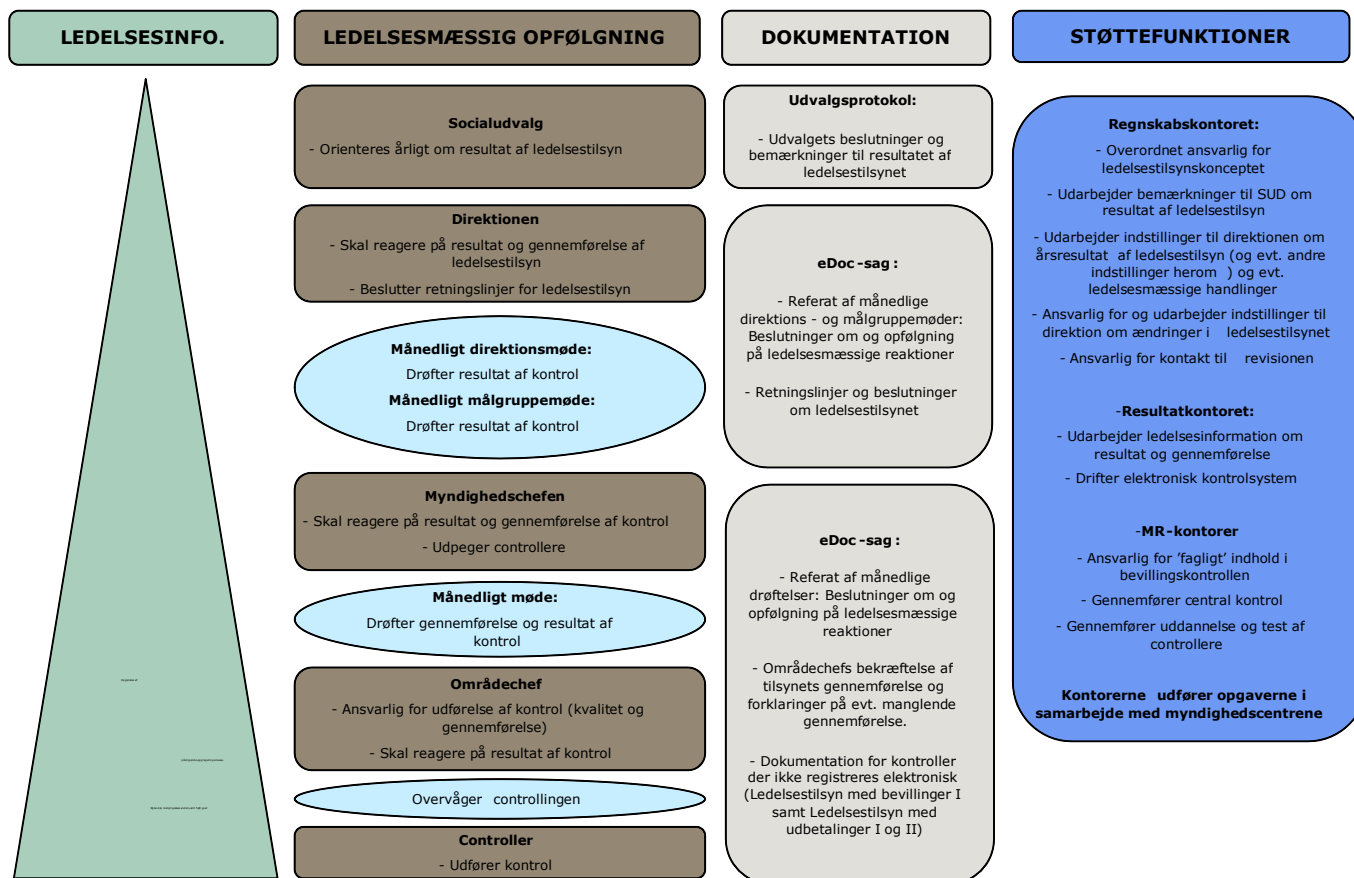 LEDELSESINFO.
LEDELSESMÆSSIG OPFØLGNING
DOKUMENTATION
STØTTEFUNKTIONER
Socialudvalg
- Orienteres årligt om resultat af ledelsestilsyn
Direktionen
- Skal reagere på resultat og gennemførelse af
ledelsestilsyn
- Beslutter retningslinjer for ledelsestilsyn
Månedligt direktionsmøde:
Drøfter resultat af kontrol
Månedligt målgruppemøde:
Drøfter resultat af kontrol
Myndighedschefen
- Skal reagere på resultat og gennemførelse af kontrol
- Udpeger controllere
Månedligt møde:
Drøfter gennemførelse og resultat af
kontrol
Områdechef
- Ansvarlig for udførelse af kontrol (kvalitet og
gennemførelse)
- Skal reagere på resultat af kontrol
Overvåger controllingen
Controller
- Udfører kontrol
Udvalgsprotokol:
- Udvalgets beslutninger og
bemærkninger til resultatet af
ledelsestilsynet
eDoc-sag:
- Referat af månedlige
direktions - og målgruppemøder:
Beslutninger om og opfølgning
på ledelsesmæssige reaktioner
- Retningslinjer og beslutninger
om ledelsestilsynet
eDoc-sag:
- Referat af månedlige
drøftelser: Beslutninger om og
opfølgning på ledelsesmæssige
reaktioner
- Områdechefs bekræftelse af
tilsynets gennemførelse og
forklaringer på evt. manglende
gennemførelse.
- Dokumentation for kontroller
der ikke registreres elektronisk
(Ledelsestilsyn med bevillinger I
samt Ledelsestilsyn med
udbetalinger I og II)
Regnskabskontoret:
- Overordnet ansvarlig for
ledelsestilsynskonceptet
- Udarbejder bemærkninger til SUD om
resultat af ledelsestilsyn
- Udarbejder indstillinger til direktionen om
årsresultat af ledelsestilsyn (og evt. andre
indstillinger herom ) og evt.
ledelsesmæssige handlinger
- Ansvarlig for og udarbejder indstillinger til
direktion om ændringer i ledelsestilsynet
- Ansvarlig for kontakt til revisionen
-Resultatkontoret:
- Udarbejder ledelsesinformation om
resultat og gennemførelse
- Drifter elektronisk kontrolsystem
-MR-kontorer
- Ansvarlig for ’fagligt’ indhold i
bevillingskontrollen
- Gennemfører central kontrol
- Gennemfører uddannelse og test af
controllere
Kontorerne udfører opgaverne i
samarbejde med myndighedscentrene